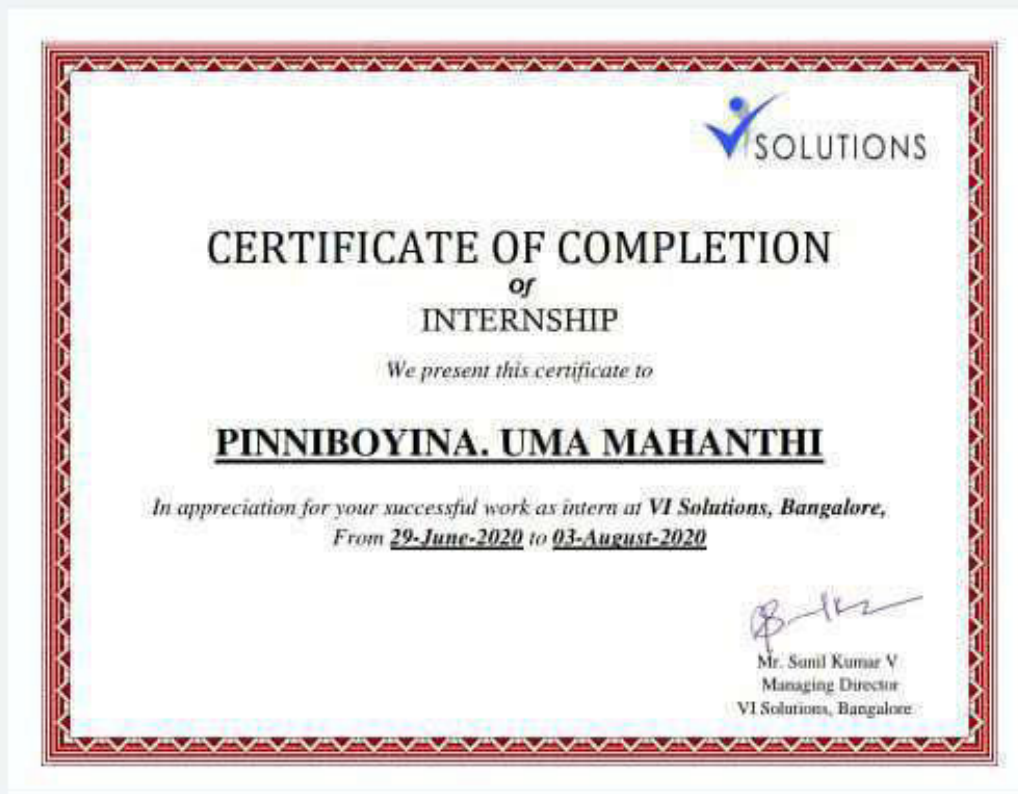 VI SOLUTIONS
CERTIFICATE OF COMPLETION
Of
INTERNSHIP
We present this certificate to
PINNIBOYINA. UMA MAHANTHI
In appreciation for your successful work as intern at VI Solutions, Bangalore,
From 29-June-2020 to 03-August-2020
Mr. Sunil Kumar V
Managing Director
VI Solutions, Bangalore